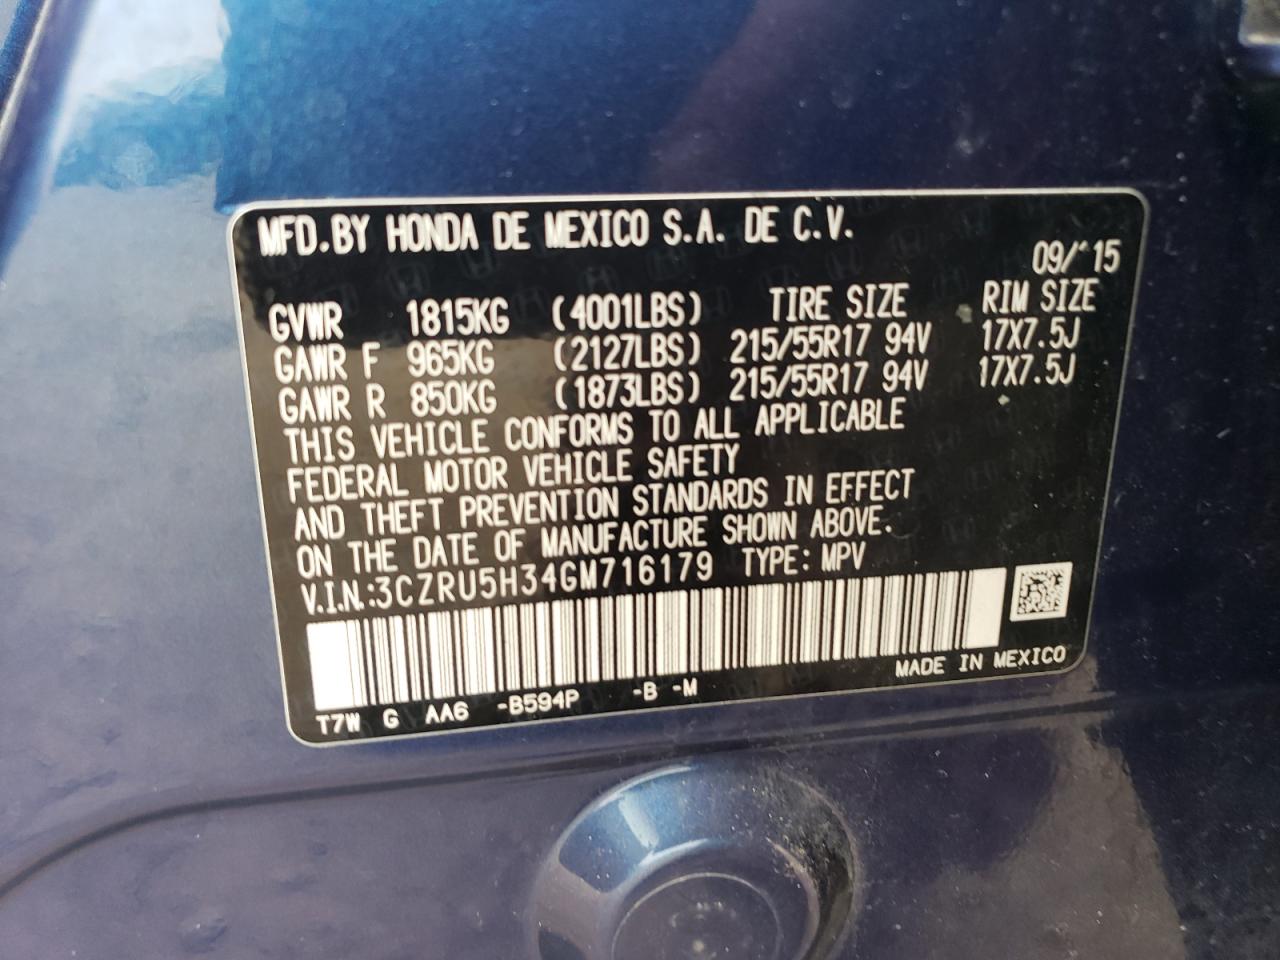 MFD.BY HONDA DE MEXICO S.A. DE C.V.
09/ 15
GVWR 1815KG (4001LBS) TIRE SIZE RIM SIZE
GAWR F 965KG (2127LBS) 215/55R17 94V 17X7.5J
GAWR R 850KG (1873LBS) 215/55R17 94V 17X7.5J
THIS VEHICLE CONFORMS TO ALL APPLICABLE
FEDERAL MOTOR VEHICLE SAFETY
AND THEFT PREVENTION STANDARDS IN EFFECT
ON THE DATE OF MANUFACTURE SHOWN ABOVE.
V.I.N.:3CZRU5H34GM716179 TYPE: MPV
MADE IN MEXICO
T7W G AA6 -B594P -B -M